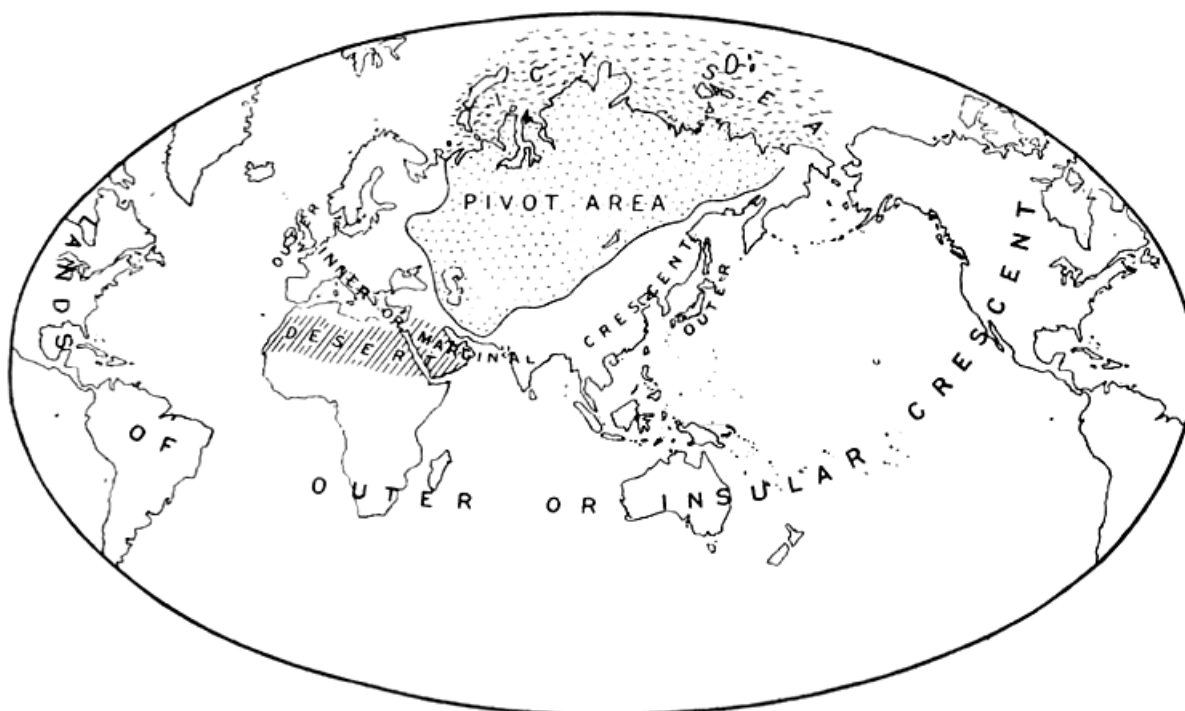 ICY SEA
PIVOT AREA
OUTER
INNER OR MARGINAL CRESCENT
OUTER
DESERT
LANDS OF OUTER OR INSULAR CRESCENT